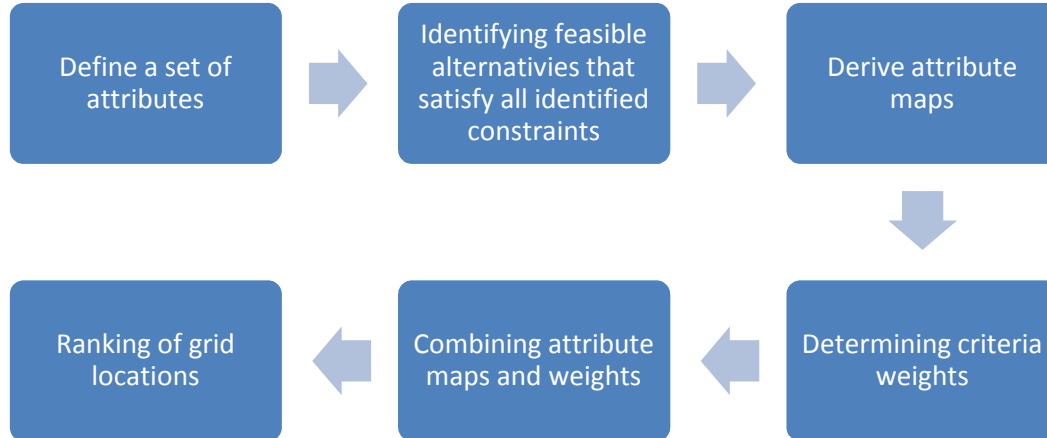 Define a set of
attributes
Identifying feasible
alternativies that
satisfy all identified
constraints
Derive attribute
maps
Determining criteria
weights
Combining attribute
maps and weights
Ranking of grid
locations